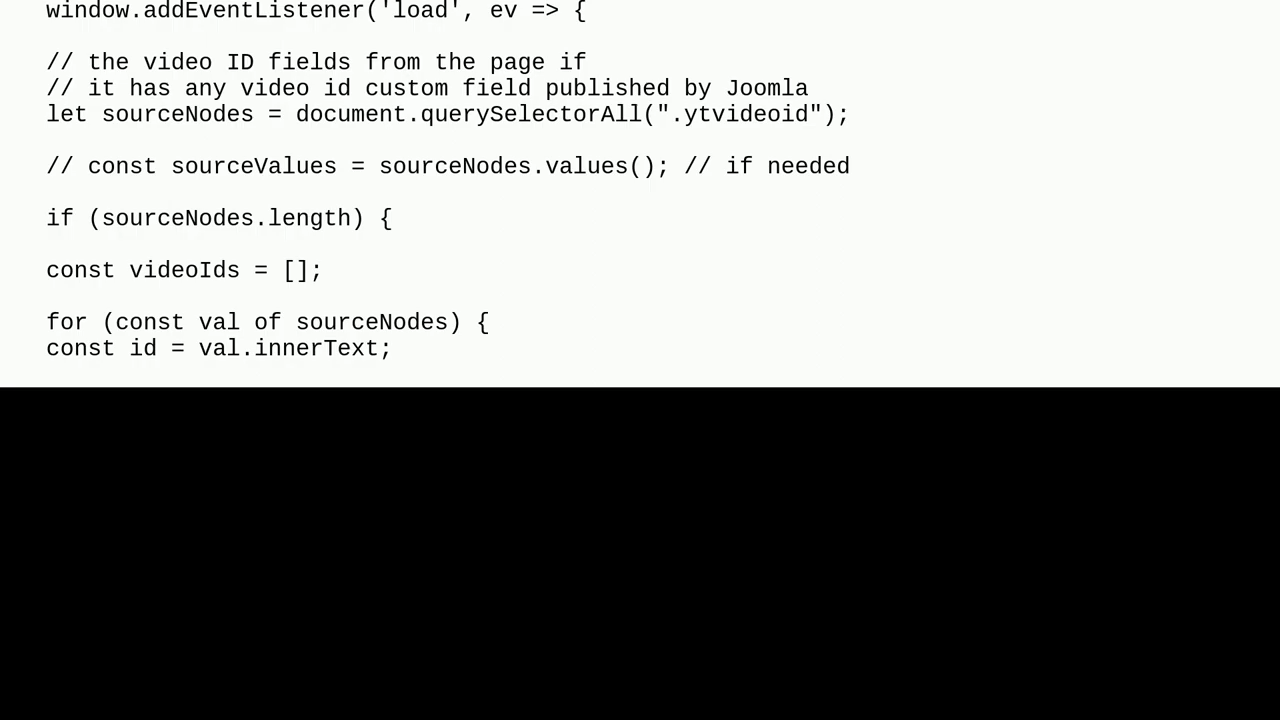 window.addEventListener('load', ev => {
// the video ID fields from the page if
// it has any video id custom field published by Joomla
let sourceNodes = document.querySelectorAll(".ytvideoid");
// const sourceValues = sourceNodes.values(); // if needed
if (sourceNodes.length) {
const videoIds = [];
for (const val of sourceNodes) {
const id = val.innerText;